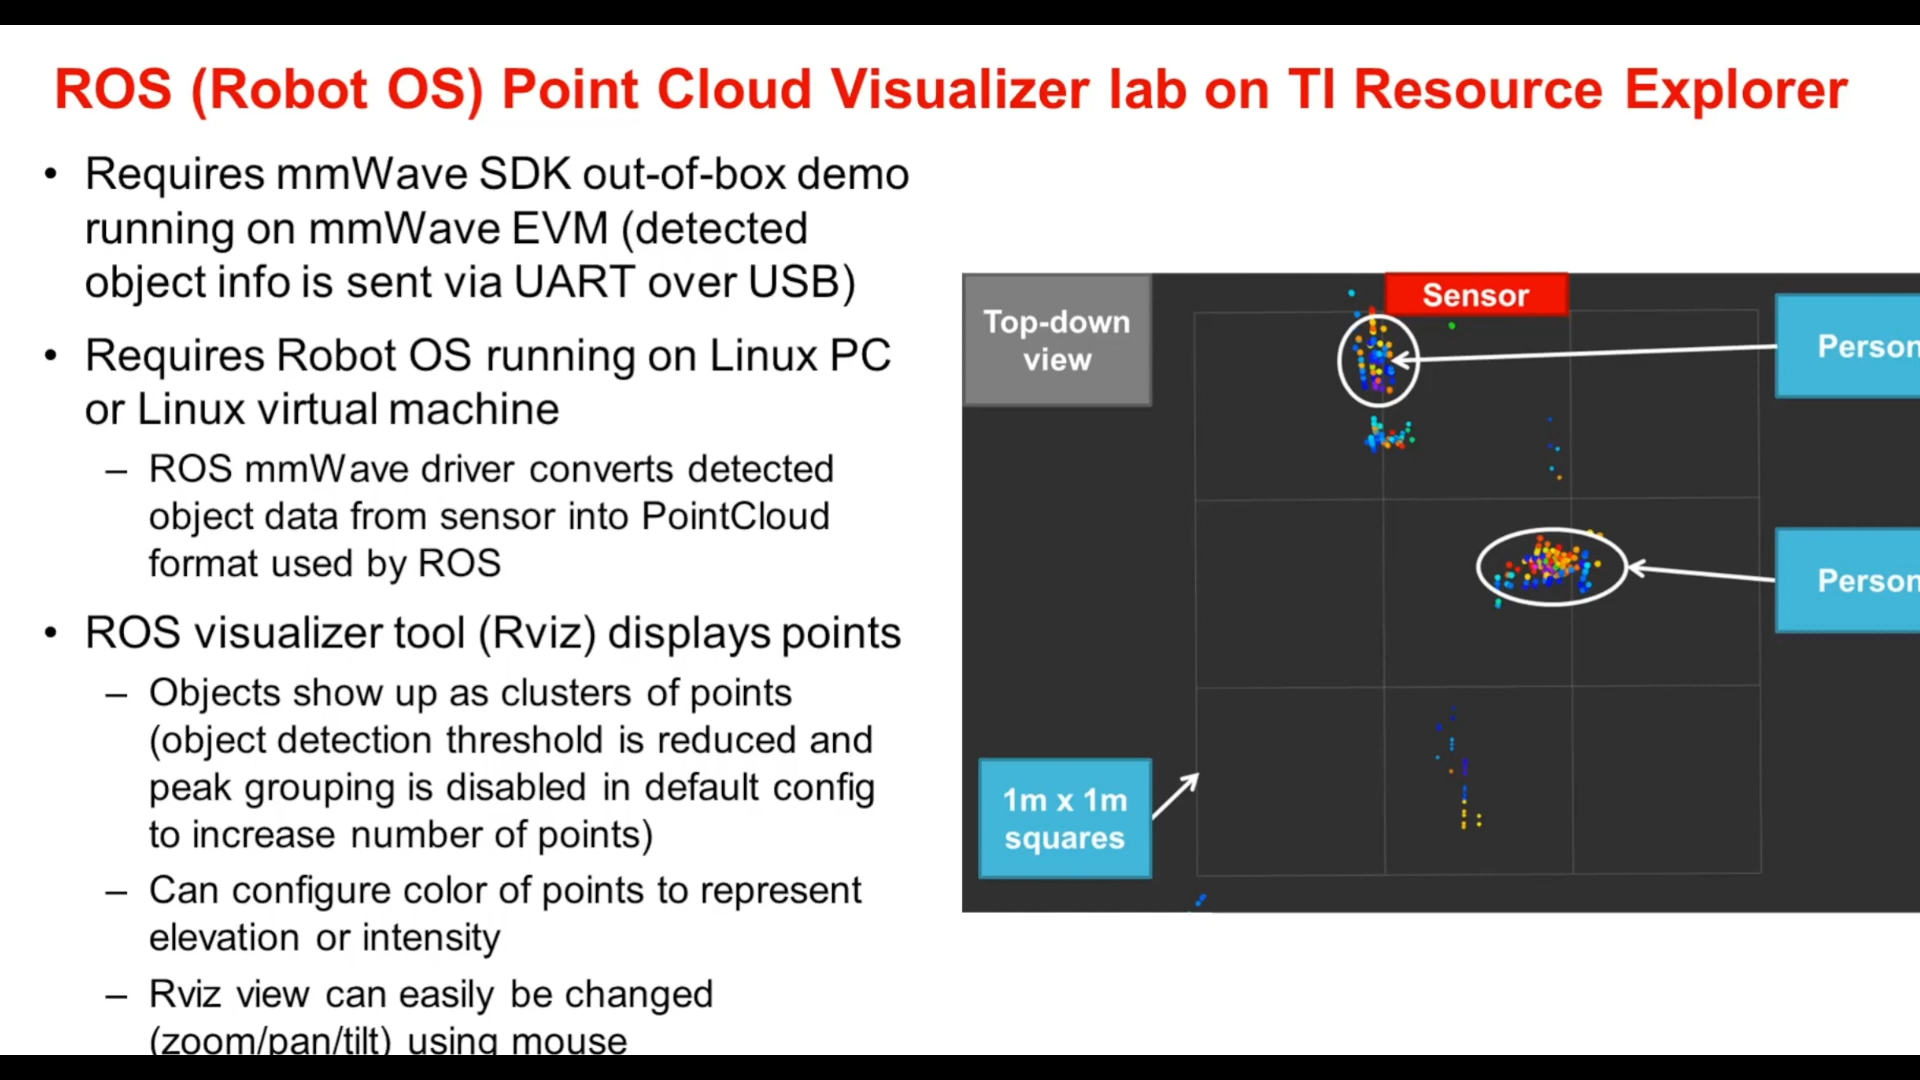 ROS (Robot OS) Point Cloud Visualizer lab on TI Resource Explorer
• Requires mmWave SDK out-of-box demo
running on mmWave EVM (detected
object info is sent via UART over USB)
• Requires Robot OS running on Linux PC
or Linux virtual machine
– ROS mmWave driver converts detected
object data from sensor into PointCloud
format used by ROS
• ROS visualizer tool (Rviz) displays points
– Objects show up as clusters of points
(object detection threshold is reduced and
peak grouping is disabled in default config
to increase number of points)
– Can configure color of points to represent
elevation or intensity
– Rviz view can easily be changed
(zoom/pan/tilt) using mouse
Top-down
view
Sensor
Person
Person
1m x 1m
squares